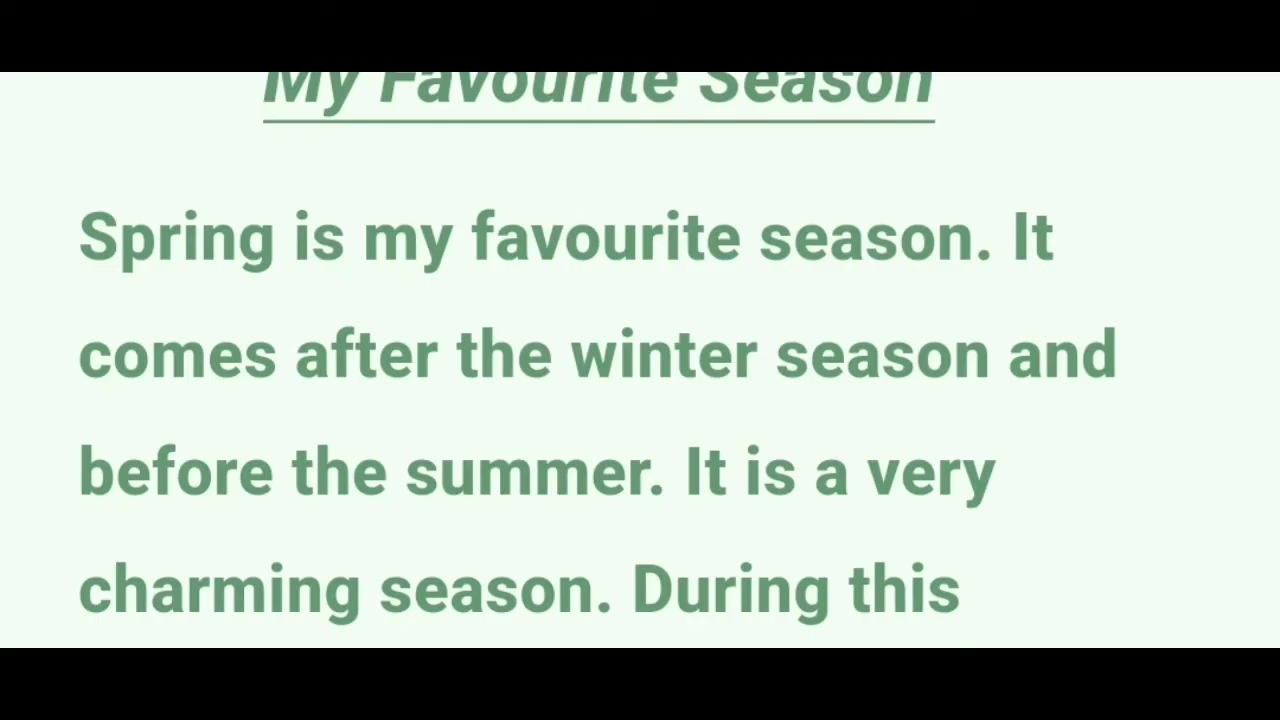 My Favourite Season
Spring is my favourite season. It
comes after the winter season and
before the summer. It is a very
charming season. During this